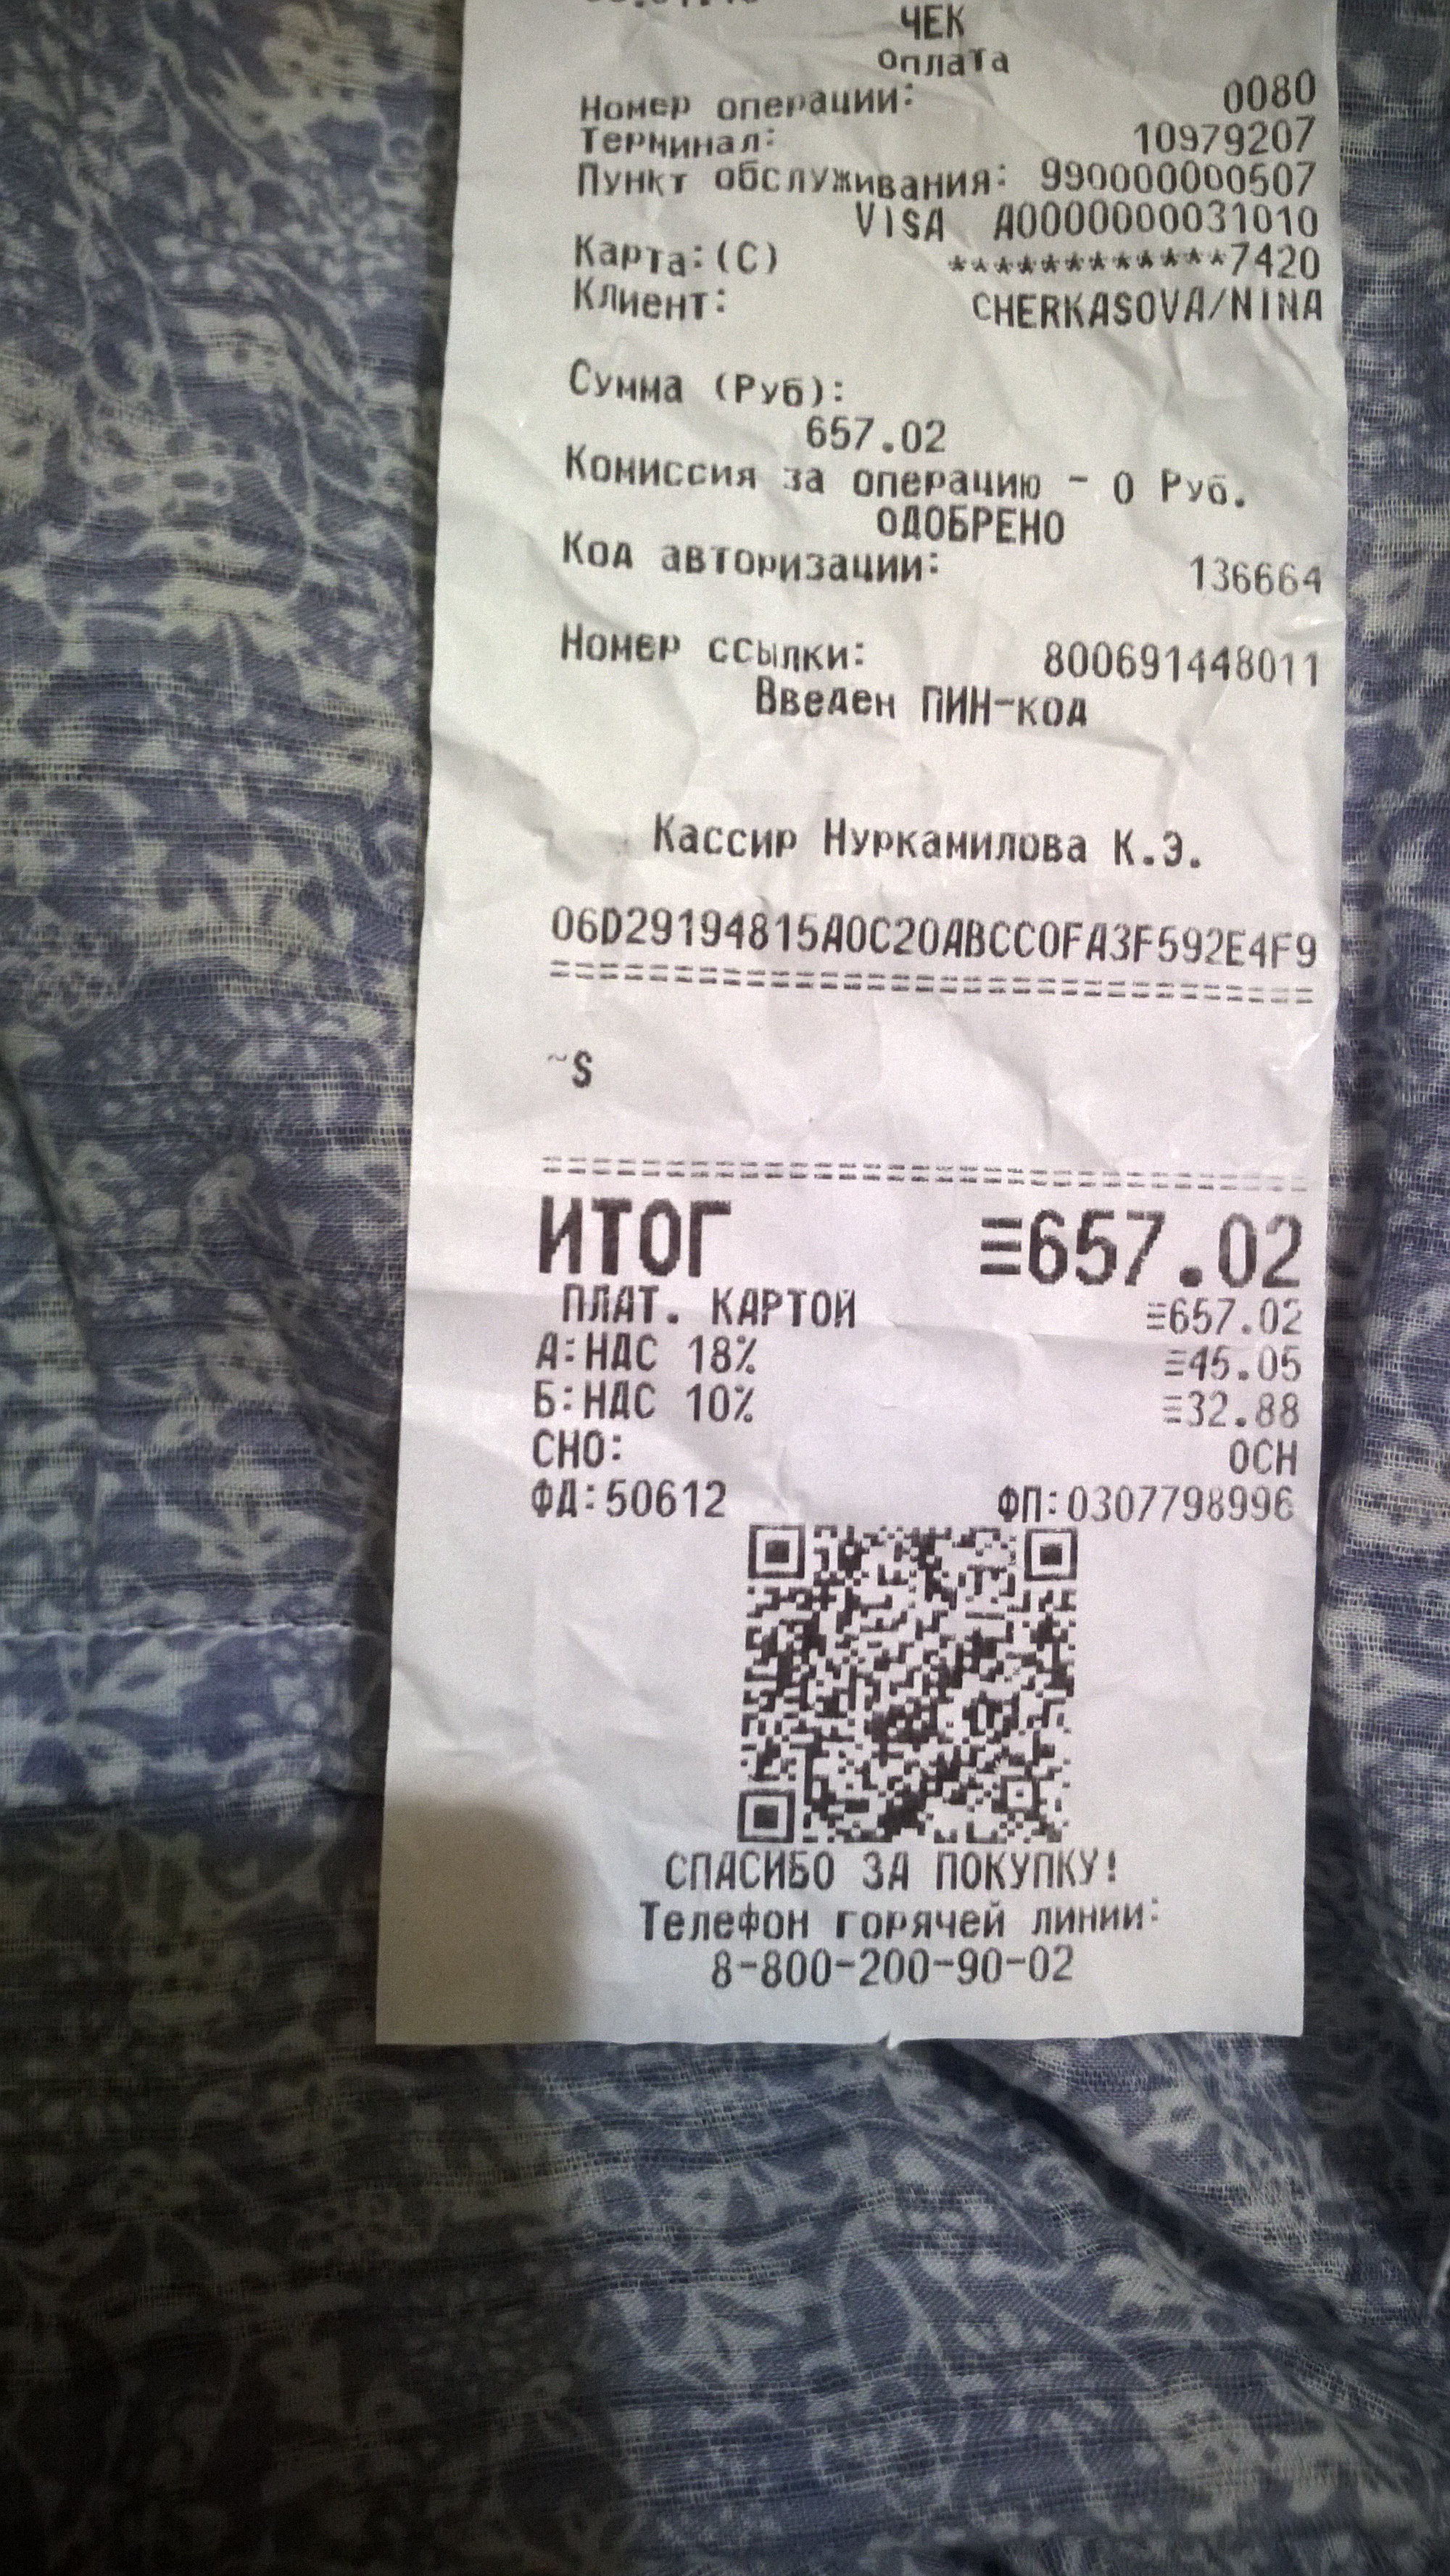 ЧЕК
Оплата
Номер операции: 0080
Терминал: 10979207
Пункт обслуживания: 990000000507
VISA A0000000031010
Карта:(C) ************7420
Клиент: CHERKASOVA/NINA
Сумма (Руб):
657.02
Комиссия за операцию - 0 Руб.
ОДОБРЕНО
Код авторизации: 136664
Номер ссылки: 800691448011
Введен ПИН-код
Кассир Нуркамилова К.Э.
06D29194815A0C20ABCC0FA3F592E4F9
================================
~S
================================
ИТОГ ≡657.02
ПЛАТ. КАРТОЙ ≡657.02
А:НДС 18% ≡45.05
Б:НДС 10% ≡32.88
СНО: ОСН
ФД:50612 ФП:0307798996
СПАСИБО ЗА ПОКУПКУ!
Телефон горячей линии:
8-800-200-90-02